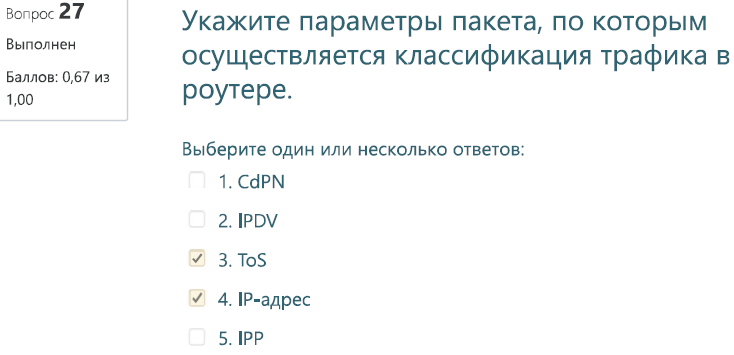 Вопрос 27
Выполнен
Баллов: 0,67 из
1,00
Укажите параметры пакета, по которым
осуществляется классификация трафика в
роутере.
Выберите один или несколько ответов:
1. CdPN
2. IPDV
3. ToS
4. IP-адрес
5. IPP